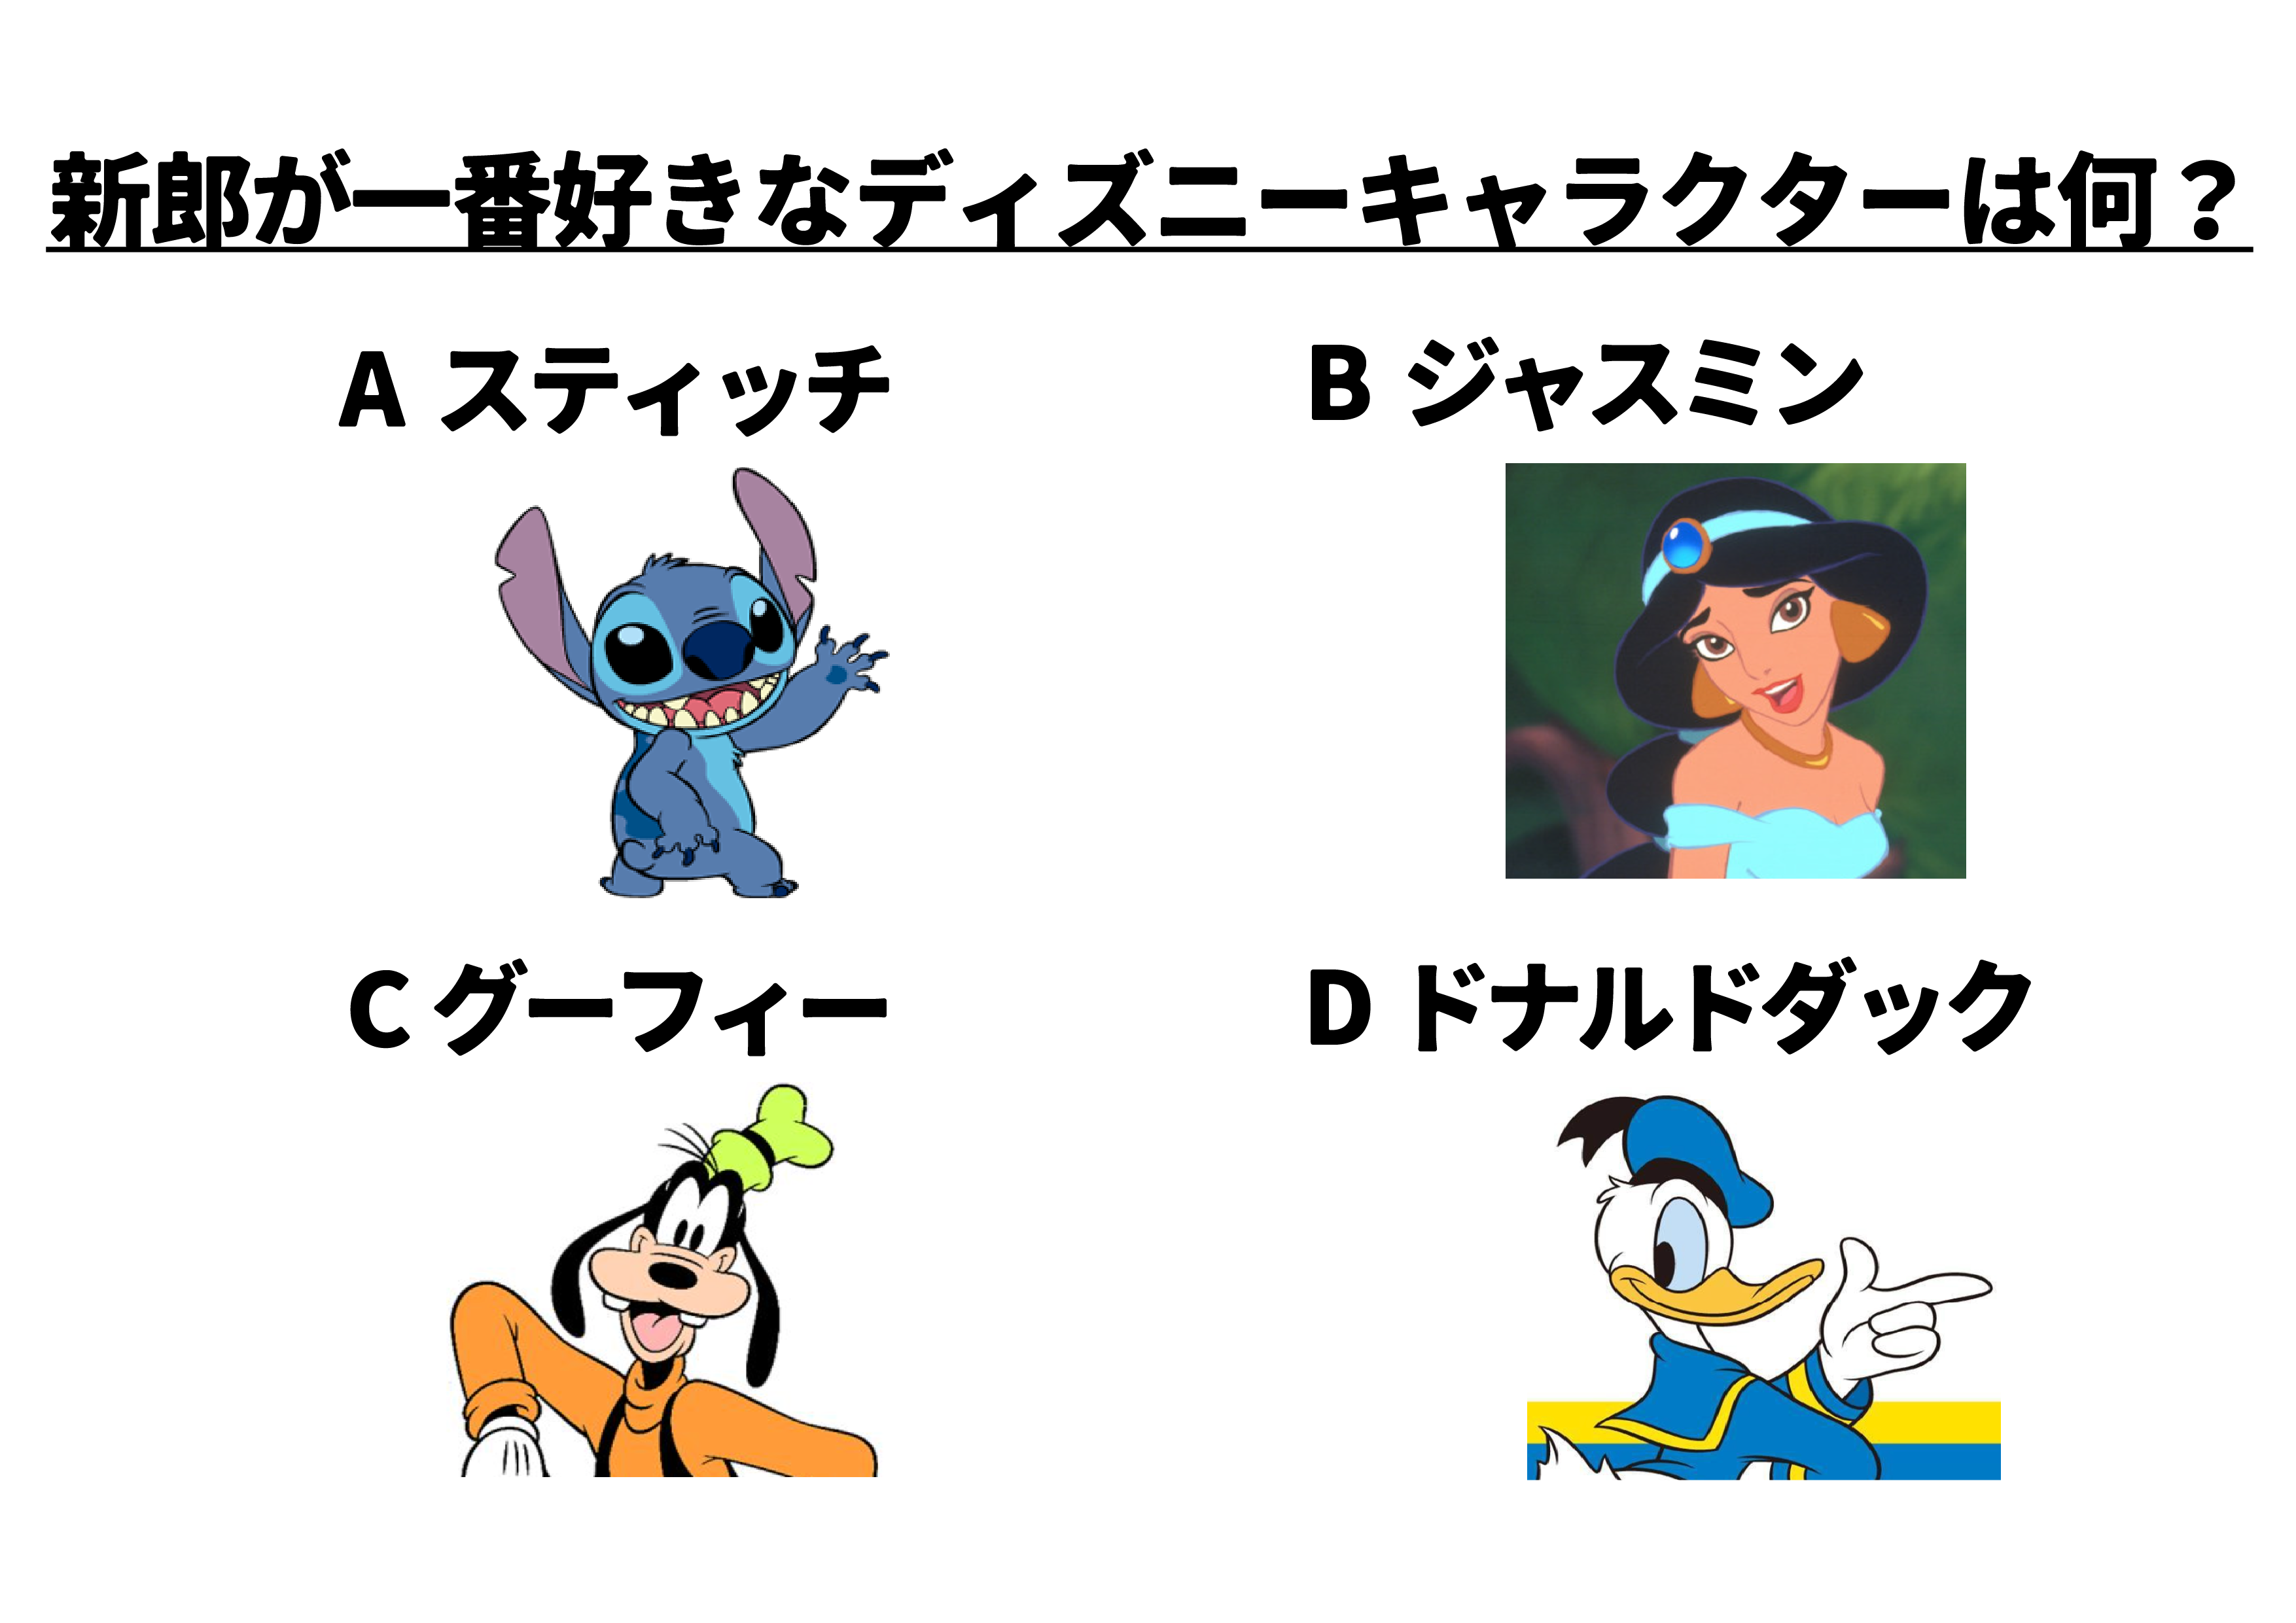 新郎が一番好きなディズニーキャラクターは何？
A スティッチ
B ジャスミン
C グーフィー
D ドナルドダック